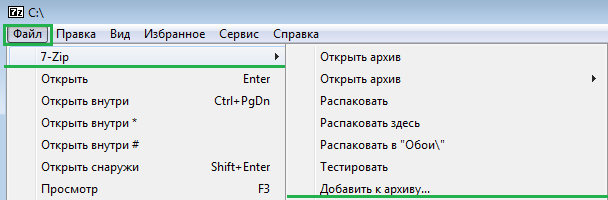 7z C:\
Файл Правка Вид Избранное Сервис Справка
7-Zip
Открыть Enter
Открыть внутри Ctrl+PgDn
Открыть внутри *
Открыть внутри #
Открыть снаружи Shift+Enter
Просмотр F3
Открыть архив
Открыть архив
Распаковать
Распаковать здесь
Распаковать в "Обои\"
Тестировать
Добавить к архиву...